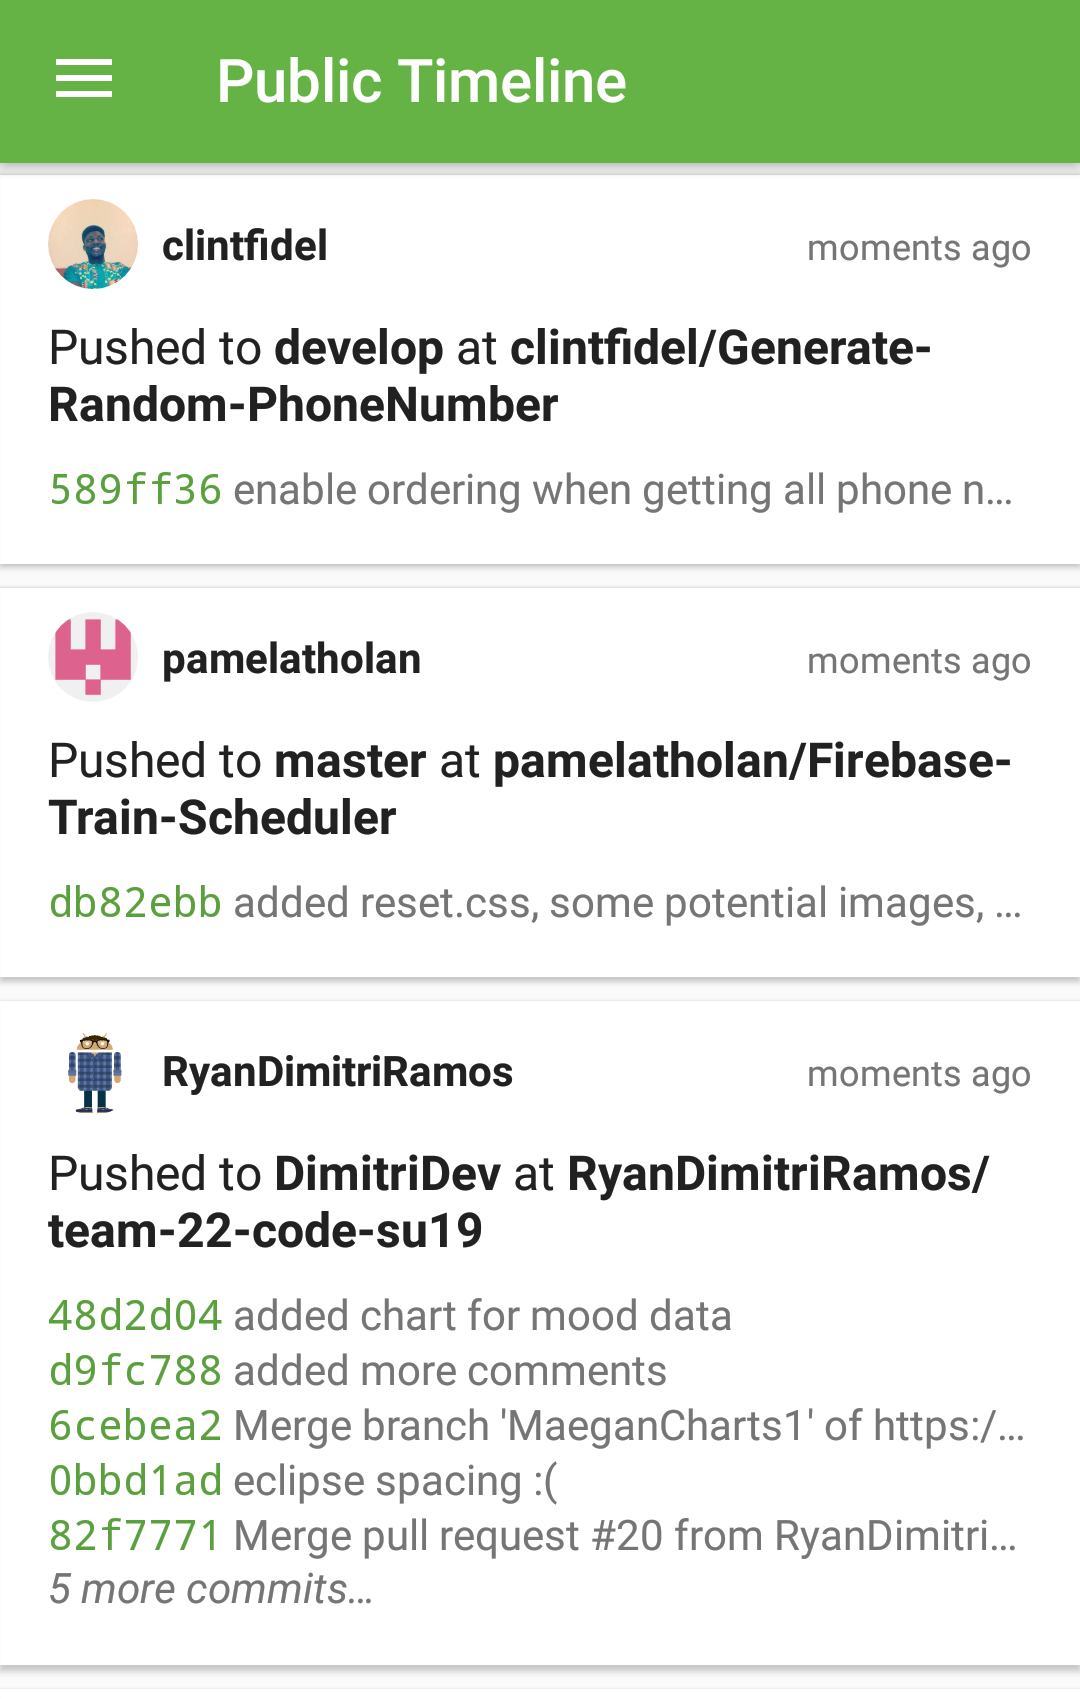 Public Timeline
clintfidel
moments ago
Pushed to develop at clintfidel/Generate-
Random-PhoneNumber
589ff36 enable ordering when getting all phone n...
pamelatholan
moments ago
Pushed to master at pamelatholan/Firebase-
Train-Scheduler
db82ebb added reset.css, some potential images, ...
RyanDimitriRamos
moments ago
Pushed to DimitriDev at RyanDimitriRamos/
team-22-code-su19
48d2d04 added chart for mood data
d9fc788 added more comments
6cebea2 Merge branch 'MaeganCharts1' of https:/...
0bbd1ad eclipse spacing :(
82f7771 Merge pull request #20 from RyanDimitri...
5 more commits...